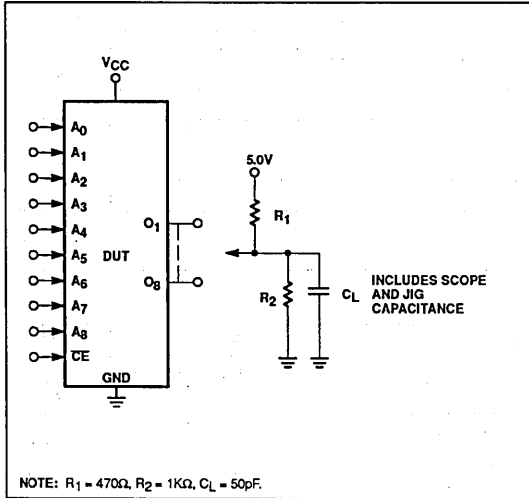 VCC
A0
A1
A2
A3
A4
A5
A6
A7
A8
CE
DUT
O1
O8
GND
5.0V
R1
R2
CL
INCLUDES SCOPE
AND JIG
CAPACITANCE
NOTE: R1 = 470Ω, R2 = 1KΩ, CL = 50pF.